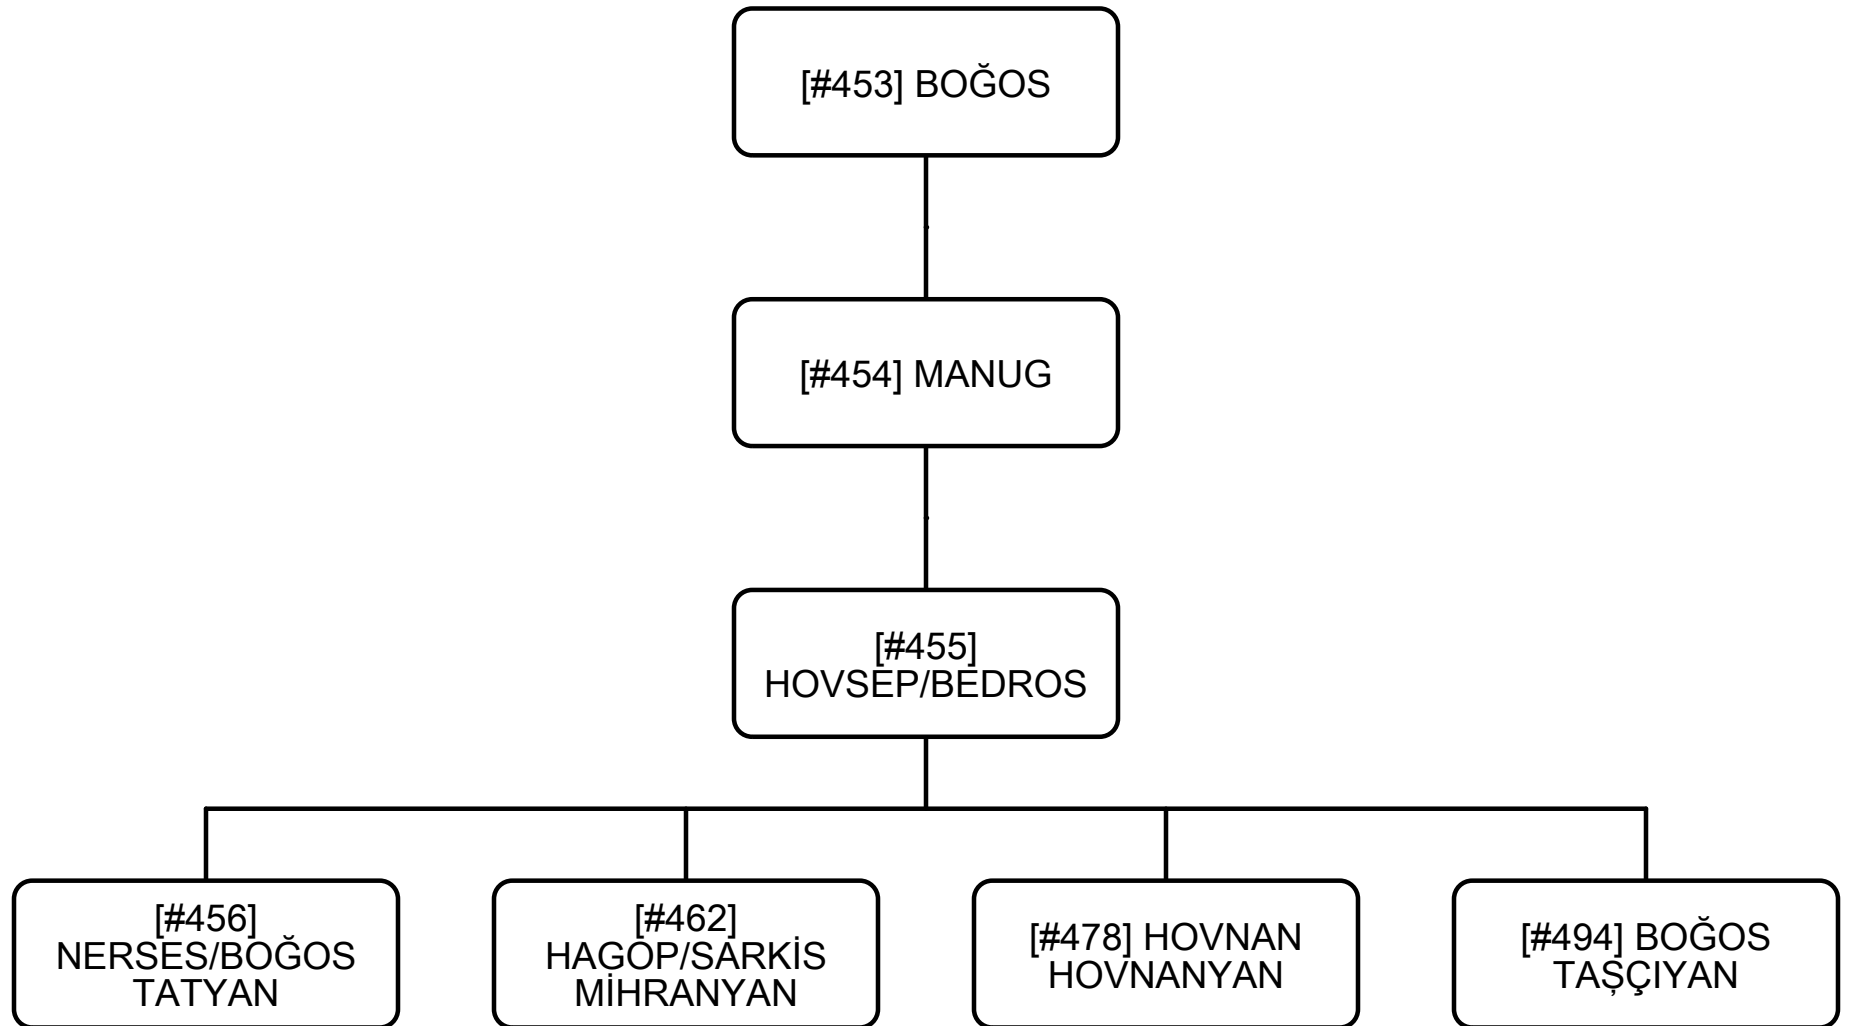 [#453] BOĞOS
[#454] MANUG
[#455]
HOVSEP/BEDROS
[#456]
NERSES/BOĞOS
TATYAN
[#462]
HAGOP/SARKİS
MİHRANYAN
[#478] HOVNAN
HOVNANYAN
[#494] BOĞOS
TAŞÇIYAN